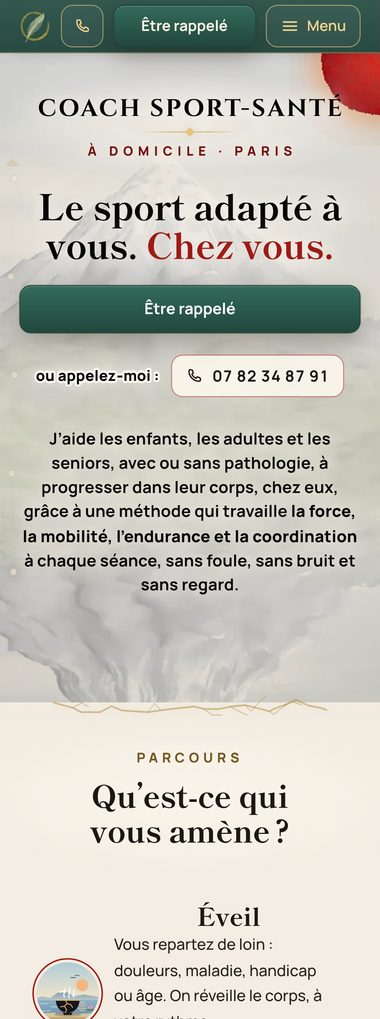 Être rappelé
Menu
COACH SPORT-SANTÉ
À DOMICILE · PARIS
Le sport adapté à
vous. Chez vous.
Être rappelé
ou appelez-moi :
07 82 34 87 91
J’aide les enfants, les adultes et les
seniors, avec ou sans pathologie, à
progresser dans leur corps, chez eux,
grâce à une méthode qui travaille la force,
la mobilité, l’endurance et la coordination
à chaque séance, sans foule, sans bruit et
sans regard.
PARCOURS
Qu’est-ce qui
vous amène ?
Éveil
Vous repartez de loin :
douleurs, maladie, handicap
ou âge. On réveille le corps, à
votre rythme.